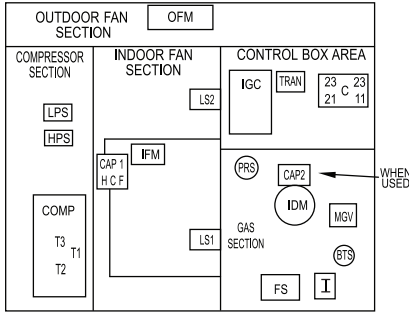 OUTDOOR FAN
SECTION
OFM
COMPRESSOR
SECTION
LPS
HPS
COMP
T3
T1
T2
INDOOR FAN
SECTION
LS2
IFM
CAP 1
H C F
LS1
CONTROL BOX AREA
IGC
TRAN
23 23
C
21 11
PRS
CAP2
WHEN
USED
IDM
MGV
GAS
SECTION
BTS
FS
I